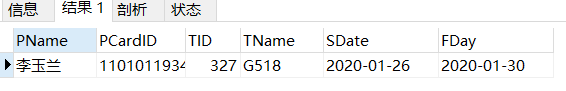 信息 结果 1 剖析 状态
PName PCardID TID TName SDate FDay
李玉兰 1101011934 327 G518 2020-01-26 2020-01-30